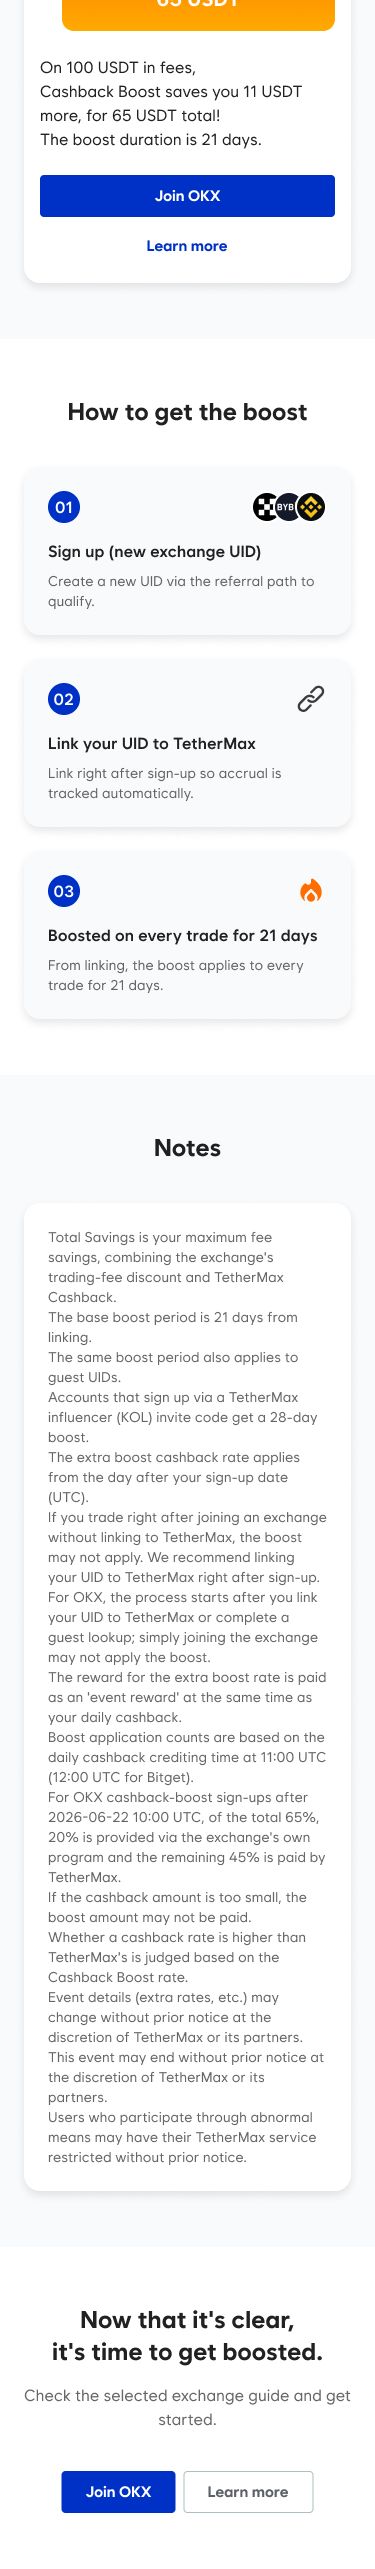 65 USDT
On 100 USDT in fees,
Cashback Boost saves you 11 USDT
more, for 65 USDT total!
The boost duration is 21 days.
Join OKX
Learn more
How to get the boost
01
BYB
Sign up (new exchange UID)
Create a new UID via the referral path to
qualify.
02
Link your UID to TetherMax
Link right after sign-up so accrual is
tracked automatically.
03
Boosted on every trade for 21 days
From linking, the boost applies to every
trade for 21 days.
Notes
Total Savings is your maximum fee
savings, combining the exchange's
trading-fee discount and TetherMax
Cashback.
The base boost period is 21 days from
linking.
The same boost period also applies to
guest UIDs.
Accounts that sign up via a TetherMax
influencer (KOL) invite code get a 28-day
boost.
The extra boost cashback rate applies
from the day after your sign-up date
(UTC).
If you trade right after joining an exchange
without linking to TetherMax, the boost
may not apply. We recommend linking
your UID to TetherMax right after sign-up.
For OKX, the process starts after you link
your UID to TetherMax or complete a
guest lookup; simply joining the exchange
may not apply the boost.
The reward for the extra boost rate is paid
as an 'event reward' at the same time as
your daily cashback.
Boost application counts are based on the
daily cashback crediting time at 11:00 UTC
(12:00 UTC for Bitget).
For OKX cashback-boost sign-ups after
2026-06-22 10:00 UTC, of the total 65%,
20% is provided via the exchange's own
program and the remaining 45% is paid by
TetherMax.
If the cashback amount is too small, the
boost amount may not be paid.
Whether a cashback rate is higher than
TetherMax's is judged based on the
Cashback Boost rate.
Event details (extra rates, etc.) may
change without prior notice at the
discretion of TetherMax or its partners.
This event may end without prior notice at
the discretion of TetherMax or its
partners.
Users who participate through abnormal
means may have their TetherMax service
restricted without prior notice.
Now that it's clear,
it's time to get boosted.
Check the selected exchange guide and get
started.
Join OKX
Learn more